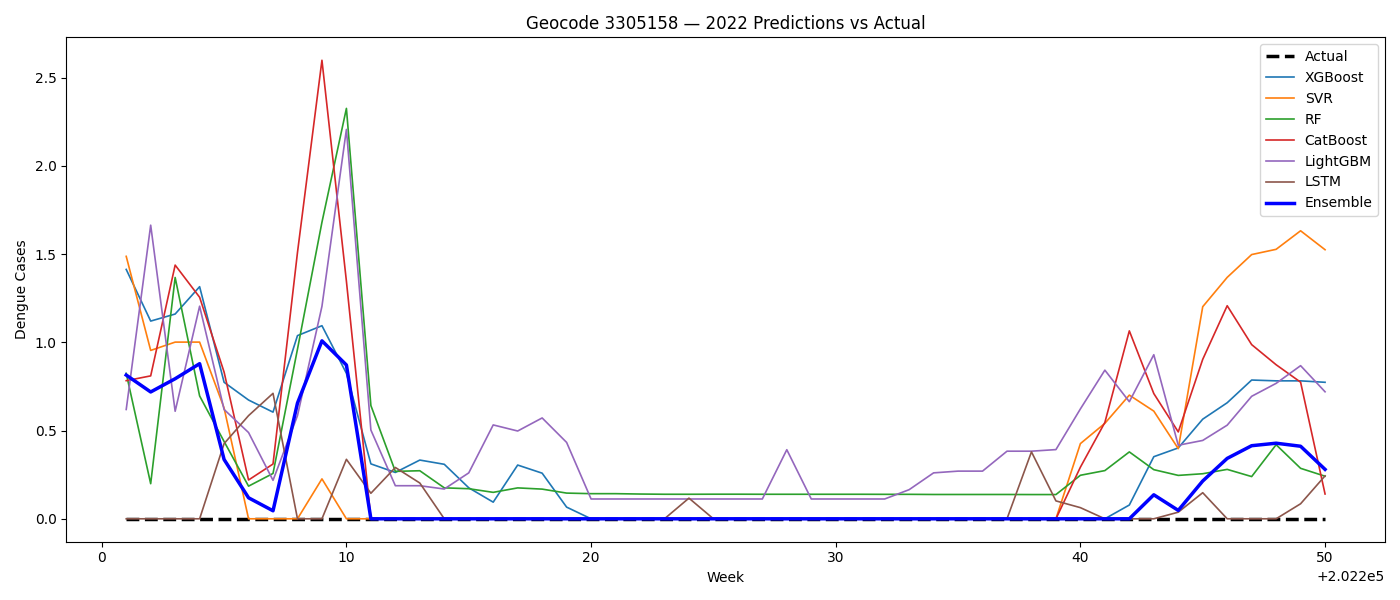 Geocode 3305158 — 2022 Predictions vs Actual
Dengue Cases
2.5
2.0
1.5
1.0
0.5
0.0
Actual
XGBoost
SVR
RF
CatBoost
LightGBM
LSTM
Ensemble
0 10 20 30 40 50
Week
+2.022e5